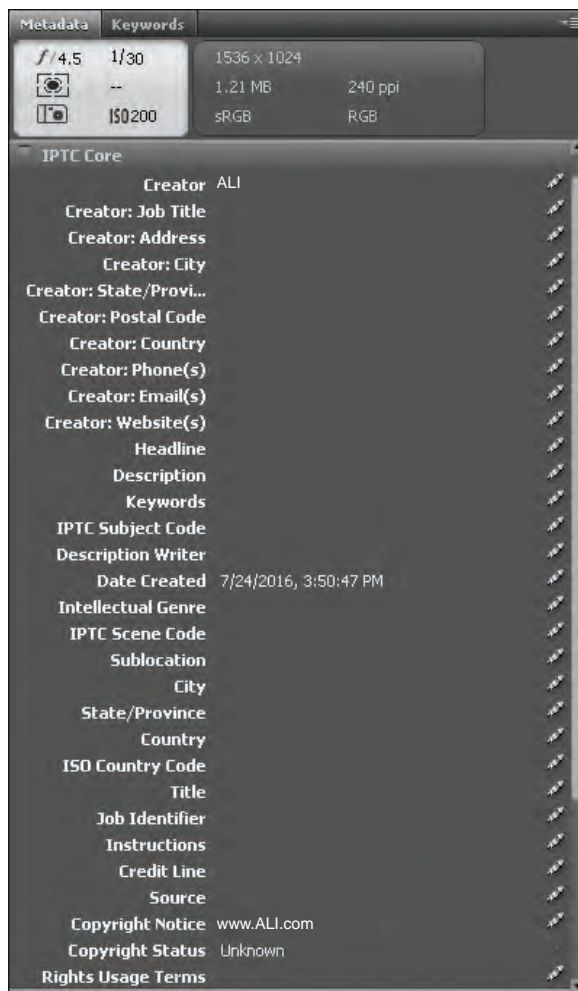 Metadata Keywords
f/4.5 1/30 1536 x 1024
-- 1.21 MB 240 ppi
ISO200 sRGB RGB
IPTC Core
Creator ALI
Creator: Job Title
Creator: Address
Creator: City
Creator: State/Provi...
Creator: Postal Code
Creator: Country
Creator: Phone(s)
Creator: Email(s)
Creator: Website(s)
Headline
Description
Keywords
IPTC Subject Code
Description Writer
Date Created 7/24/2016, 3:50:47 PM
Intellectual Genre
IPTC Scene Code
Sublocation
City
State/Province
Country
ISO Country Code
Title
Job Identifier
Instructions
Credit Line
Source
Copyright Notice www.ALI.com
Copyright Status Unknown
Rights Usage Terms